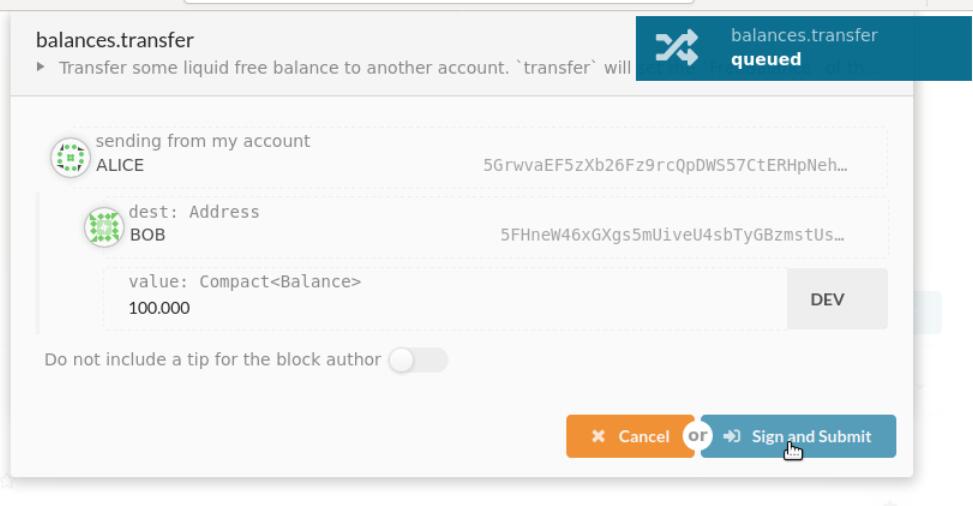 balances.transfer
Transfer some liquid free balance to another account. `transfer` will
balances.transfer
queued
sending from my account
ALICE
5GrwvaEF5zXb26Fz9rcQpDWS57CtERHpNeh…
dest: Address
BOB
5FHneW46xGXgs5mUiveU4sbTyGBzmstUs…
value: Compact<Balance>
100.000
DEV
Do not include a tip for the block author
Cancel
or
Sign and Submit